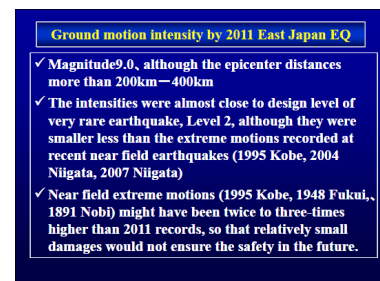 Ground motion intensity by 2011 East Japan EQ
✓ Magnitude9.0、although the epicenter distances
more than 200km－400km
✓ The intensities were almost close to design level of
very rare earthquake, Level 2, although they were
smaller less than the extreme motions recorded at
recent near field earthquakes (1995 Kobe, 2004
Niigata, 2007 Niigata)
✓ Near field extreme motions (1995 Kobe, 1948 Fukui,、
1891 Nobi) might have been twice to three-times
higher than 2011 records, so that relatively small
damages would not ensure the safety in the future.